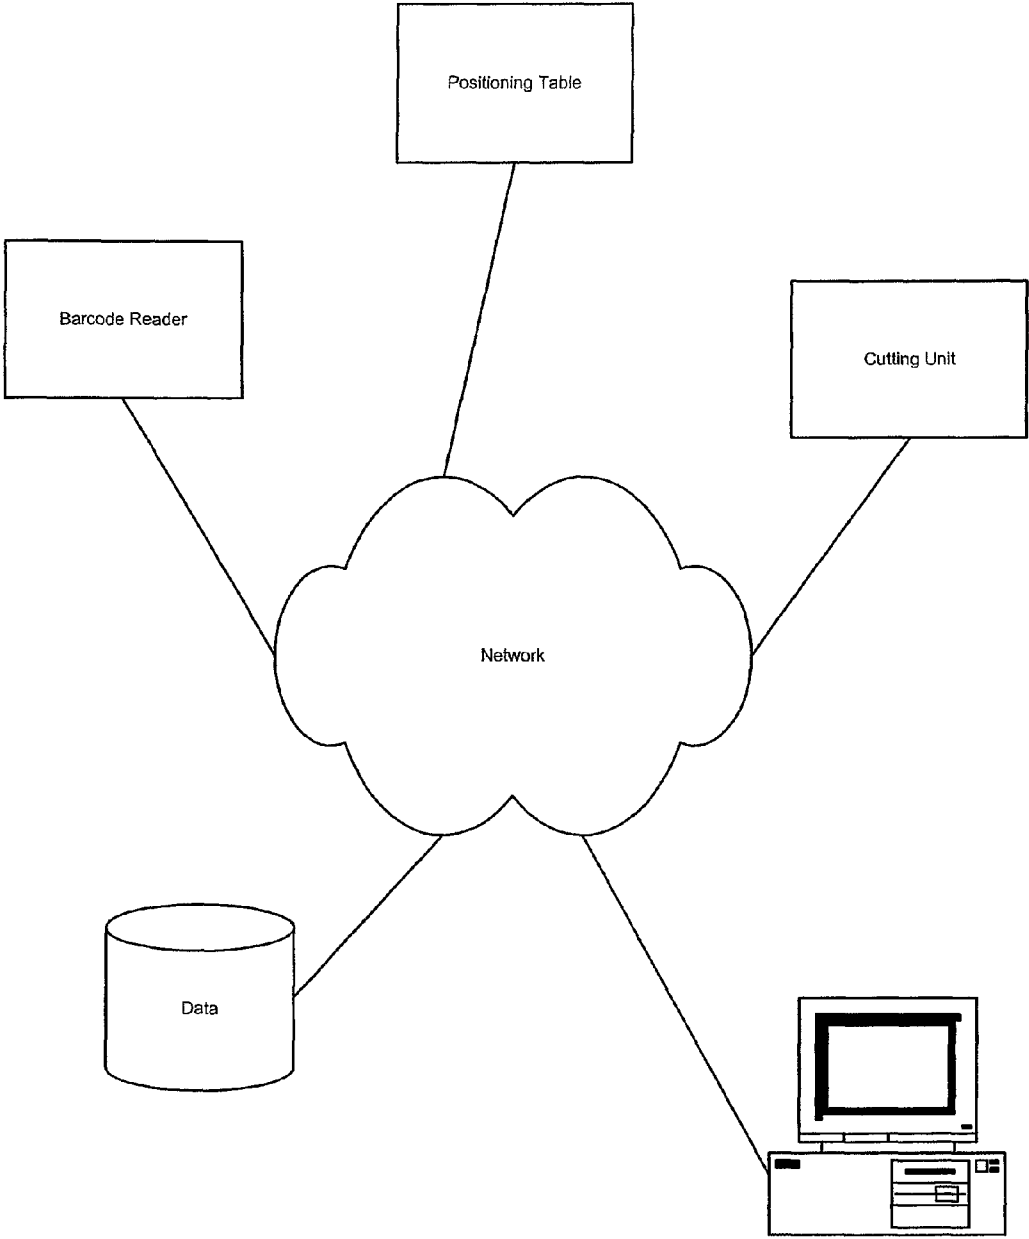 Positioning Table
Barcode Reader
Cutting Unit
Network
Data